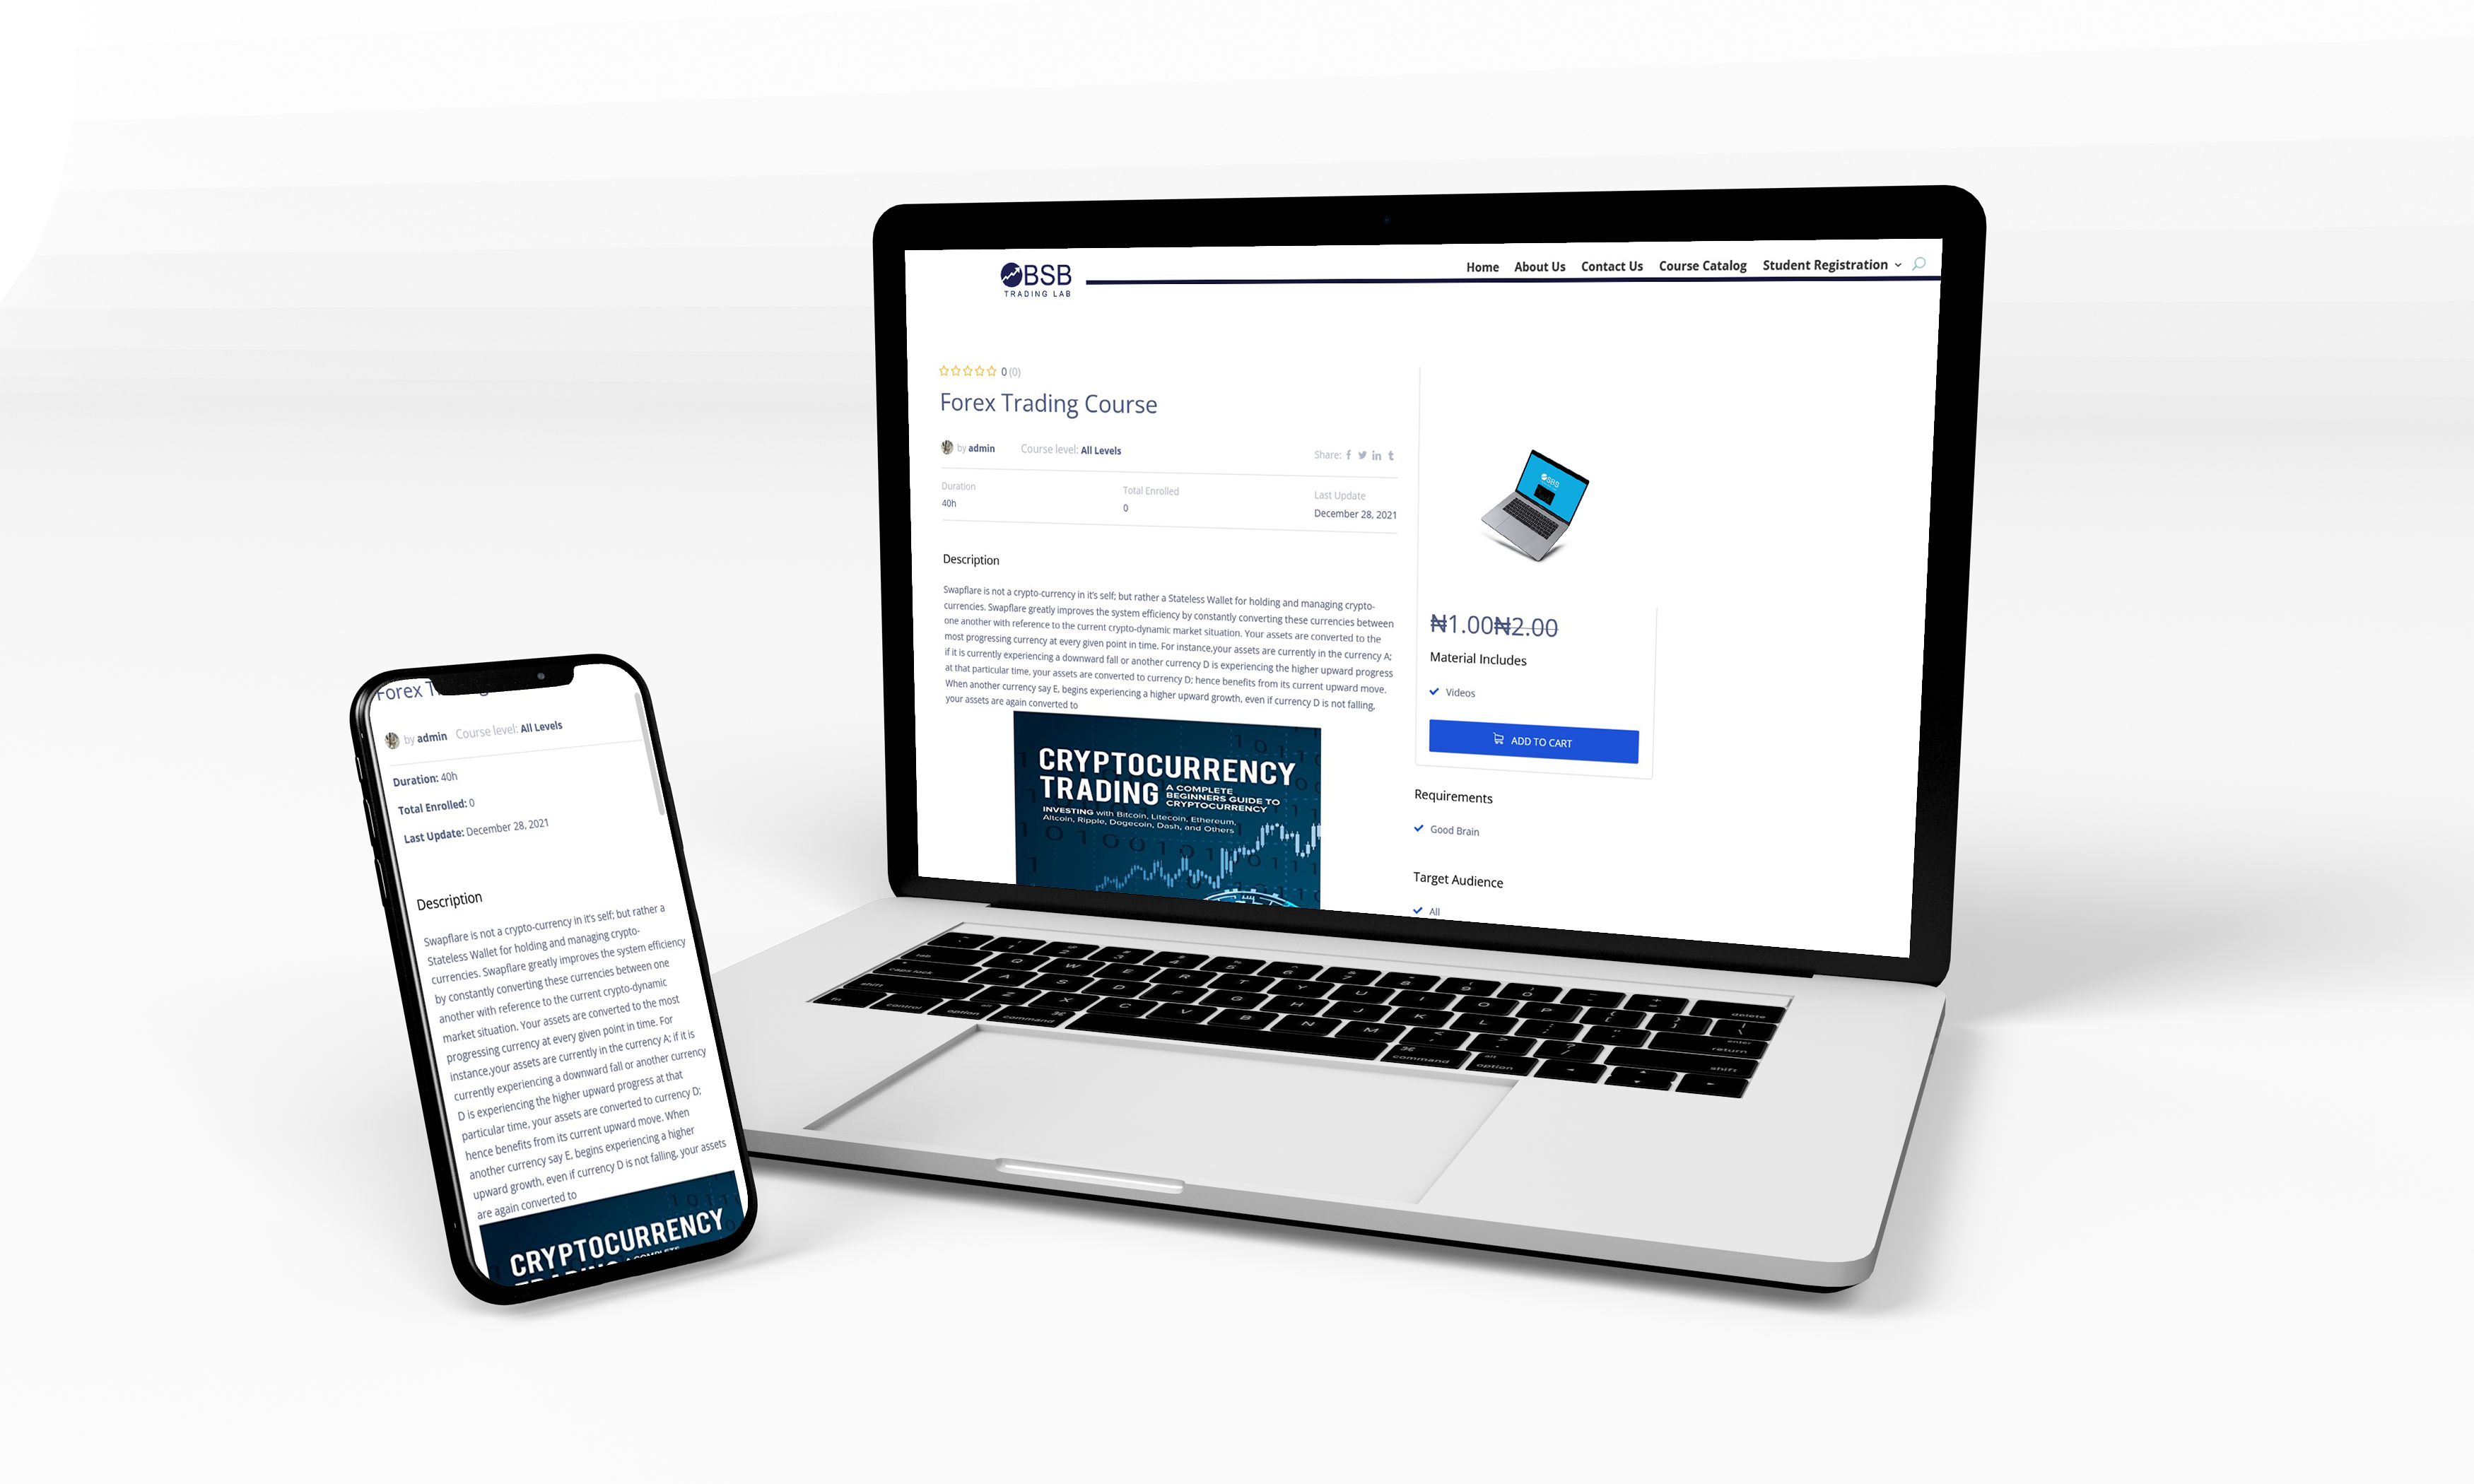 BSB
TRADING LAB
Home About Us Contact Us Course Catalog Student Registration
0 (0)
Forex Trading Course
by admin Course level: All Levels Share:
Duration Total Enrolled Last Update
40h 0 December 28, 2021
Description
Swapflare is not a crypto-currency in it's self; but rather a Stateless Wallet for holding and managing crypto-
currencies. Swapflare greatly improves the system efficiency by constantly converting these currencies between
one another with reference to the current crypto-dynamic market situation. Your assets are converted to the
most progressing currency at every given point in time. For instance,your assets are currently in the currency A;
if it is currently experiencing a downward fall or another currency D is experiencing the higher upward progress
at that particular time, your assets are converted to currency D; hence benefits from its current upward move.
When another currency say E, begins experiencing a higher upward growth, even if currency D is not falling,
your assets are again converted to
CRYPTOCURRENCY
TRADING A COMPLETE
BEGINNERS GUIDE TO
CRYPTOCURRENCY
INVESTING with Bitcoin, Litecoin, Ethereum,
Altcoin, Ripple, Dogecoin, Dash, and Others
₦1.00₦2.00
Material Includes
Videos
ADD TO CART
Requirements
Good Brain
Target Audience
All
Forex
by admin Course level: All Levels
Duration: 40h
Total Enrolled: 0
Last Update: December 28, 2021
Description
Swapflare is not a crypto-currency in it's self; but rather a
Stateless Wallet for holding and managing crypto-
currencies. Swapflare greatly improves the system efficiency
by constantly converting these currencies between one
another with reference to the current crypto-dynamic
market situation. Your assets are converted to the most
progressing currency at every given point in time. For
instance,your assets are currently in the currency A; if it is
currently experiencing a downward fall or another currency
D is experiencing the higher upward progress at that
particular time, your assets are converted to currency D;
hence benefits from its current upward move. When
another currency say E, begins experiencing a higher
upward growth, even if currency D is not falling, your assets
are again converted to
CRYPTOCURRENCY
tab Q W E R T Y U I O P
caps lock A S D F G H J K L
shift Z X C V B N M
fn control option command command option
delete
return
shift